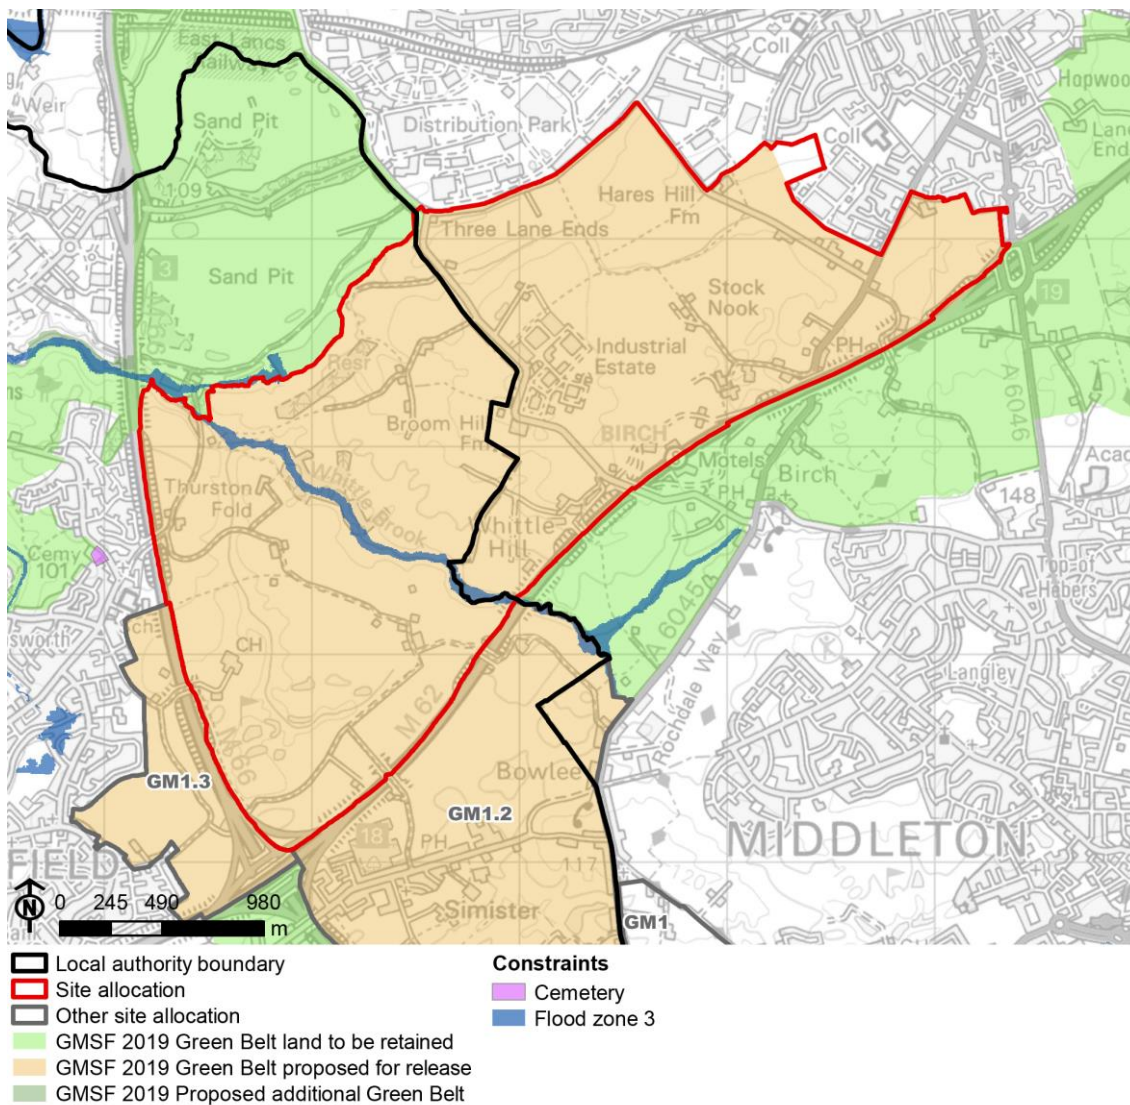 East Lancs
Railway
Coll
Hopwoo
Weir
Sand Pit
Distribution Park
Coll
Lane
End
109
Hares Hill
Fm
Three Lane Ends
3
Sand Pit
Stock
Nook
19
Industrial
Estate
PH
Resr
A 6046
Broom Hill
Fm
BIRCH
Motels
Birch
Acad
Thurston
Fold
Whittle Brook
PH
148
Whittle
Hill
Cemy
101
Top of
Hebers
sworth
sch
A 6045
CH
Langley
M 62
Rochdale Way
M 66
Bowlee
GM1.3
GM1.2
18
PH
MIDDLETON
FIELD
117
120
N
0 245 490 980
m
Simister
GM1
Local authority boundary
Site allocation
Other site allocation
GMSF 2019 Green Belt land to be retained
GMSF 2019 Green Belt proposed for release
GMSF 2019 Proposed additional Green Belt
Constraints
Cemetery
Flood zone 3